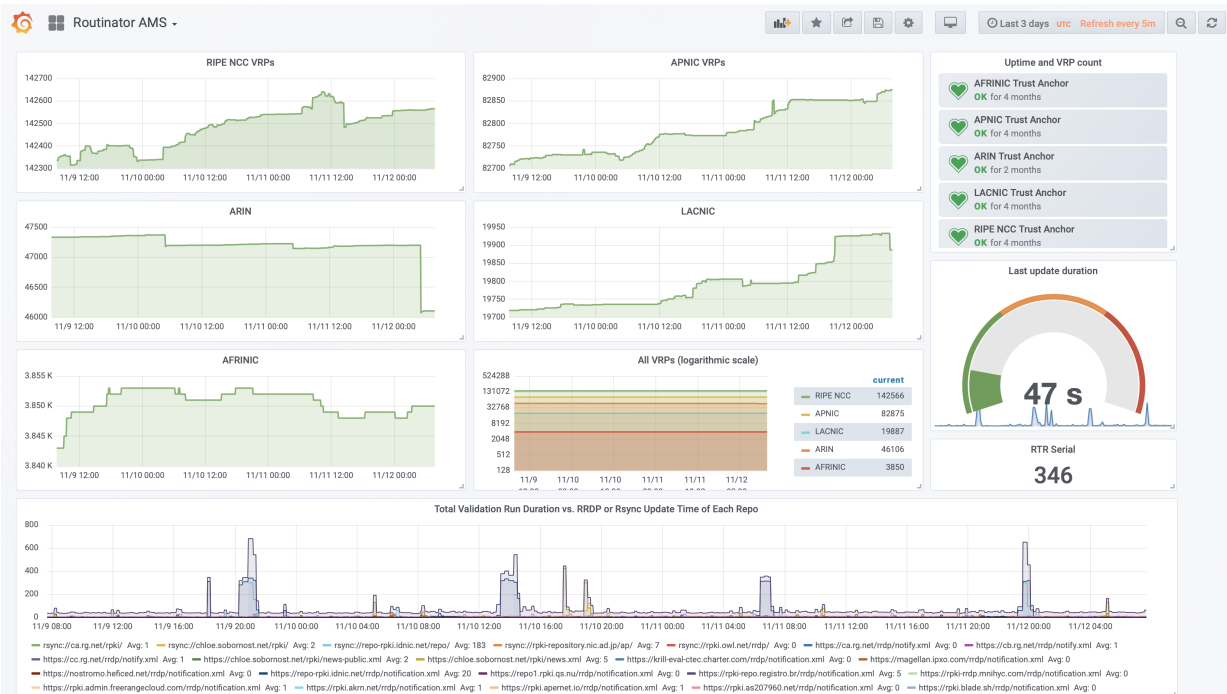 Routinator AMS
Last 3 days UTC Refresh every 5m
RIPE NCC VRPs
142700
142600
142500
142400
142300
11/9 12:00 11/10 00:00 11/10 12:00 11/11 00:00 11/11 12:00 11/12 00:00
APNIC VRPs
82900
82850
82800
82750
82700
11/9 12:00 11/10 00:00 11/10 12:00 11/11 00:00 11/11 12:00 11/12 00:00
Uptime and VRP count
AFRINIC Trust Anchor
OK for 4 months
APNIC Trust Anchor
OK for 4 months
ARIN Trust Anchor
OK for 2 months
LACNIC Trust Anchor
OK for 4 months
RIPE NCC Trust Anchor
OK for 4 months
ARIN
47500
47000
46500
46000
11/9 12:00 11/10 00:00 11/10 12:00 11/11 00:00 11/11 12:00 11/12 00:00
LACNIC
19950
19900
19850
19800
19750
19700
11/9 12:00 11/10 00:00 11/10 12:00 11/11 00:00 11/11 12:00 11/12 00:00
Last update duration
47 s
AFRINIC
3.855 K
3.850 K
3.845 K
3.840 K
11/9 12:00 11/10 00:00 11/10 12:00 11/11 00:00 11/11 12:00 11/12 00:00
All VRPs (logarithmic scale)
524288
131072
32768
8192
2048
512
128
11/9 11/10 11/10 11/11 11/11 11/12
current
RIPE NCC 142566
APNIC 82875
LACNIC 19887
ARIN 46106
AFRINIC 3850
RTR Serial
346
Total Validation Run Duration vs. RRDP or Rsync Update Time of Each Repo
800
600
400
200
0
11/9 08:00 11/9 12:00 11/9 16:00 11/9 20:00 11/10 00:00 11/10 04:00 11/10 08:00 11/10 12:00 11/10 16:00 11/10 20:00 11/11 00:00 11/11 04:00 11/11 08:00 11/11 12:00 11/11 16:00 11/11 20:00 11/12 00:00 11/12 04:00
rsync://ca.rg.net/rpki/ Avg: 1 rsync://chloe.sobornost.net/rpki/ Avg: 2 rsync://repo-rpki.idnic.net/repo/ Avg: 183 rsync://rpki-repository.nic.ad.jp/ap/ Avg: 7 rsync://rpki.owl.net/rpki/ Avg: 0 https://ca.rg.net/rrdp/notify.xml Avg: 0 https://cb.rg.net/rrdp/notify.xml Avg: 1
https://cc.rg.net/rrdp/notify.xml Avg: 1 https://chloe.sobornost.net/rpki/news-public.xml Avg: 2 https://chloe.sobornost.net/rpki/news.xml Avg: 5 https://krill-eval-ctec.charter.com/rrdp/notification.xml Avg: 0 https://magellan.ipxo.com/rrdp/notification.xml Avg: 0
https://nostromo.heficed.net/rrdp/notification.xml Avg: 0 https://repo-rpki.idnic.net/rrdp/notification.xml Avg: 20 https://repo1.rpki.qs.nu/rrdp/notification.xml Avg: 0 https://rpki-repo.registro.br/rrdp/notification.xml Avg: 5 https://rpki-rrdp.mnihyc.com/rrdp/notification.xml Avg: 0
https://rpki.admin.freerangecloud.com/rrdp/notification.xml Avg: 1 https://rpki.akrn.net/rrdp/notification.xml Avg: 1 https://rpki.apernet.io/rrdp/notification.xml Avg: 1 https://rpki.as207960.net/rrdp/notification.xml Avg: 0 https://rpki.blade.sh/rrdp/notification.xml Avg: 0